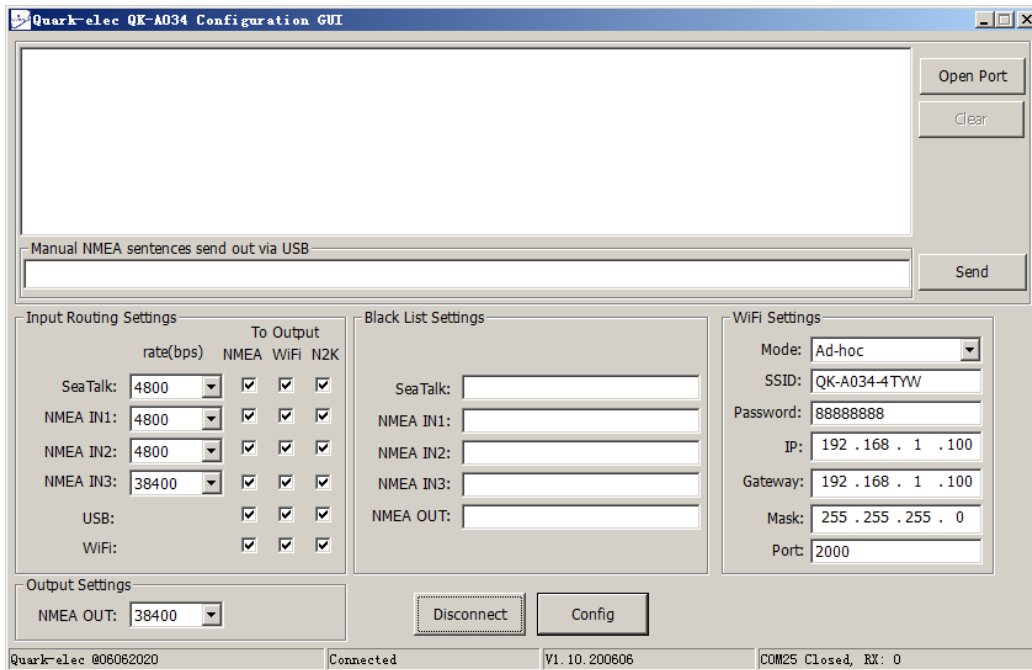 Quark-elec QK-A034 Configuration GUI
Open Port
Clear
Manual NMEA sentences send out via USB
Send
Input Routing Settings
To Output
rate(bps) NMEA WiFi N2K
SeaTalk: 4800
NMEA IN1: 4800
NMEA IN2: 4800
NMEA IN3: 38400
USB:
WiFi:
Black List Settings
SeaTalk:
NMEA IN1:
NMEA IN2:
NMEA IN3:
NMEA OUT:
WiFi Settings
Mode: Ad-hoc
SSID: QK-A034-4TYW
Password: 88888888
IP: 192 .168 . 1 .100
Gateway: 192 .168 . 1 .100
Mask: 255 .255 .255 . 0
Port: 2000
Output Settings
NMEA OUT: 38400
Disconnect
Config
Quark-elec @06062020 Connected V1.10.200606 COM25 Closed, RX: 0